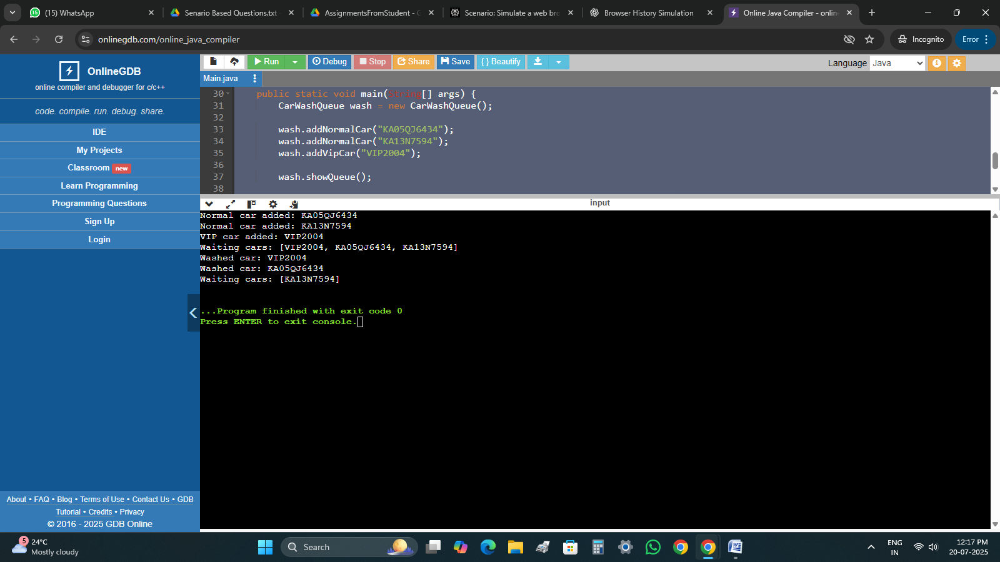 (15) WhatsApp
Senario Based Questions.txt
AssignmentsFromStudent - G
Scenario: Simulate a web bro
Browser History Simulation
Online Java Compiler - onlin
onlinegdb.com/online_java_compiler
Incognito
Error
OnlineGDB
online compiler and debugger for c/c++
code. compile. run. debug. share.
IDE
My Projects
Classroom new
Learn Programming
Programming Questions
Sign Up
Login
About • FAQ • Blog • Terms of Use • Contact Us • GDB
Tutorial • Credits • Privacy
© 2016 - 2025 GDB Online
Run Debug Stop Share Save { } Beautify
Language Java
Main.java
30 public static void main(String[] args) {
31 CarWashQueue wash = new CarWashQueue();
32
33 wash.addNormalCar("KA05QJ6434");
34 wash.addNormalCar("KA13N7594");
35 wash.addVipCar("VIP2004");
36
37 wash.showQueue();
38
input
Normal car added: KA05QJ6434
Normal car added: KA13N7594
VIP car added: VIP2004
Waiting cars: [VIP2004, KA05QJ6434, KA13N7594]
Washed car: VIP2004
Washed car: KA05QJ6434
Waiting cars: [KA13N7594]
...Program finished with exit code 0
Press ENTER to exit console.
5
24°C
Mostly cloudy
Search
ENG
IN
12:17 PM
20-07-2025